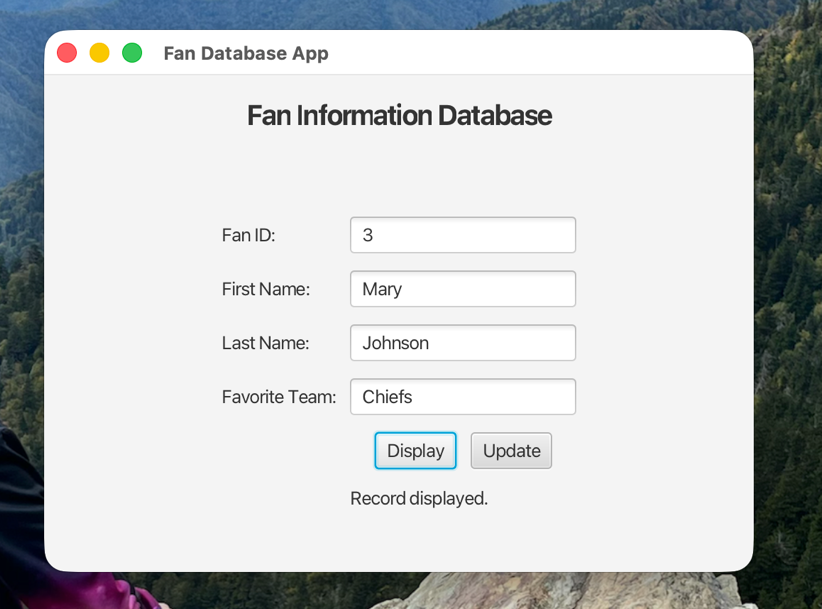 Fan Database App
Fan Information Database
Fan ID: 3
First Name: Mary
Last Name: Johnson
Favorite Team: Chiefs
Display Update
Record displayed.